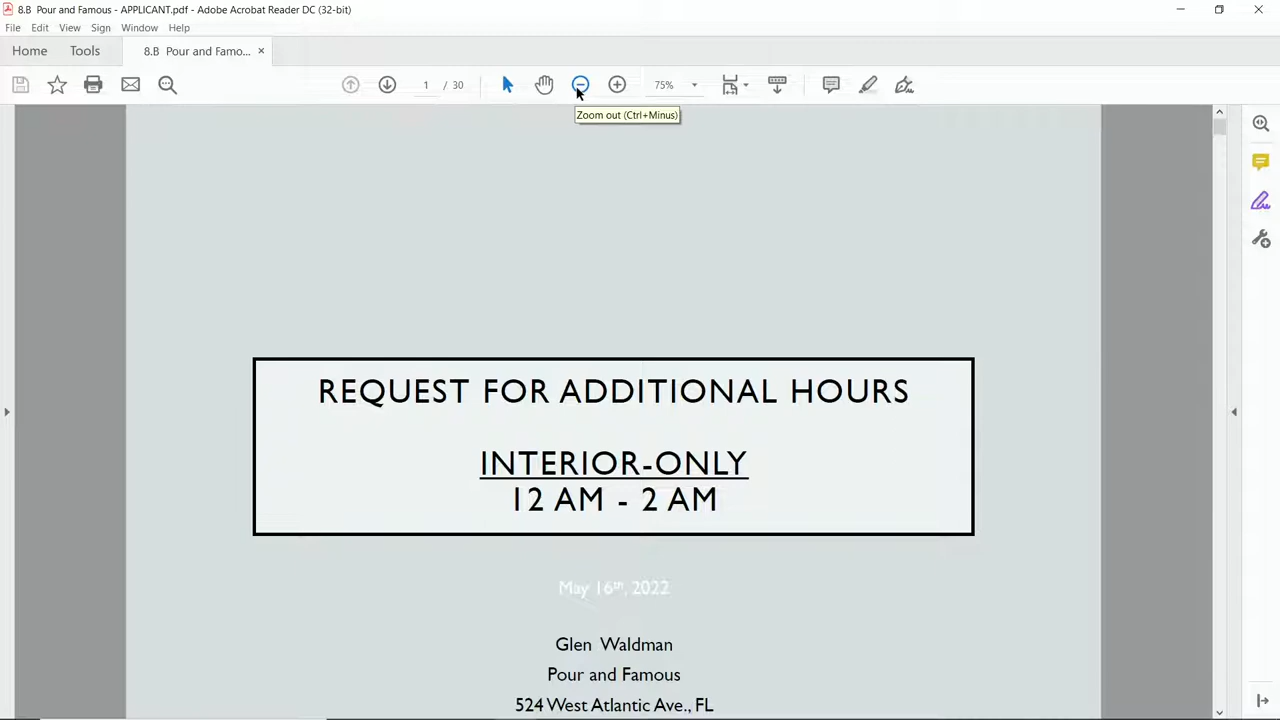 8.B Pour and Famous - APPLICANT.pdf - Adobe Acrobat Reader DC (32-bit)
File Edit View Sign Window Help
Home Tools 8.B Pour and Famo... ×
1 / 30 75%
Zoom out (Ctrl+Minus)
REQUEST FOR ADDITIONAL HOURS
INTERIOR-ONLY
12 AM - 2 AM
May 16th, 2022
Glen Waldman
Pour and Famous
524 West Atlantic Ave., FL